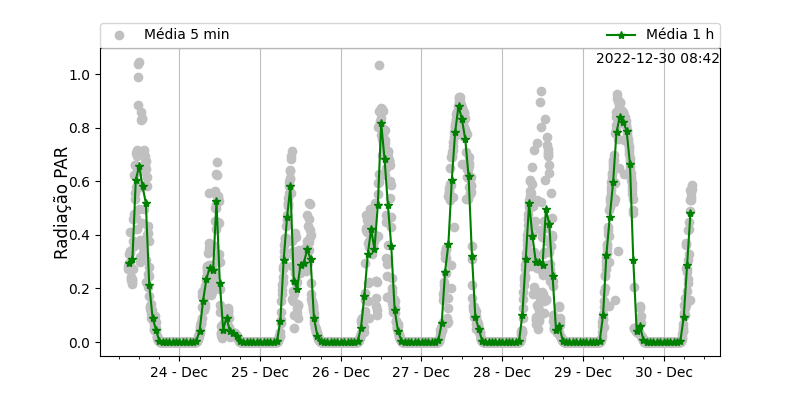 Média 5 min
Média 1 h
2022-12-30 08:42
Radiação PAR
1.0
0.8
0.6
0.4
0.2
0.0
24 - Dec
25 - Dec
26 - Dec
27 - Dec
28 - Dec
29 - Dec
30 - Dec